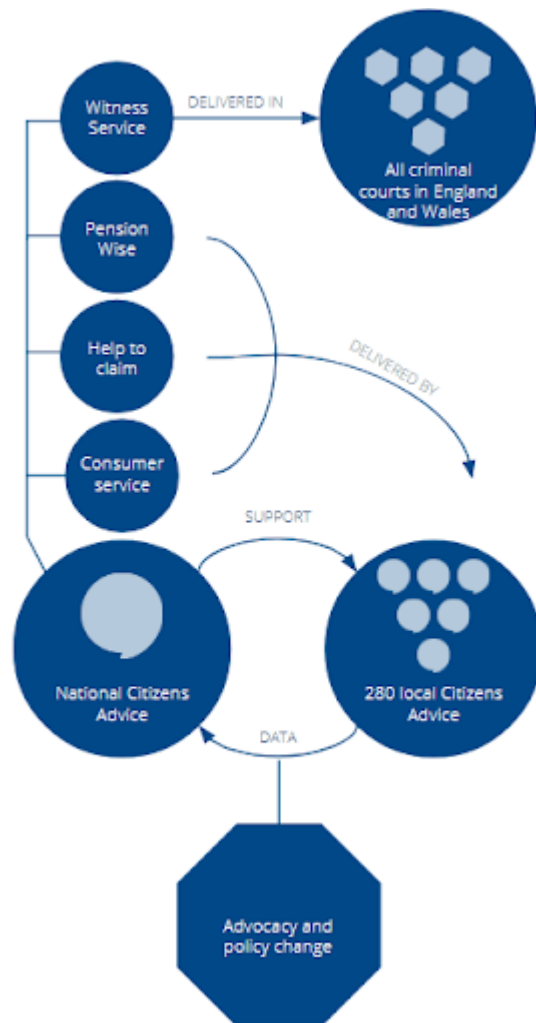 Witness
Service
DELIVERED IN
All criminal
courts in England
and Wales
Pension
Wise
Help to
claim
DELIVERED BY
Consumer
service
SUPPORT
National Citizens
Advice
280 local Citizens
Advice
DATA
Advocacy and
policy change